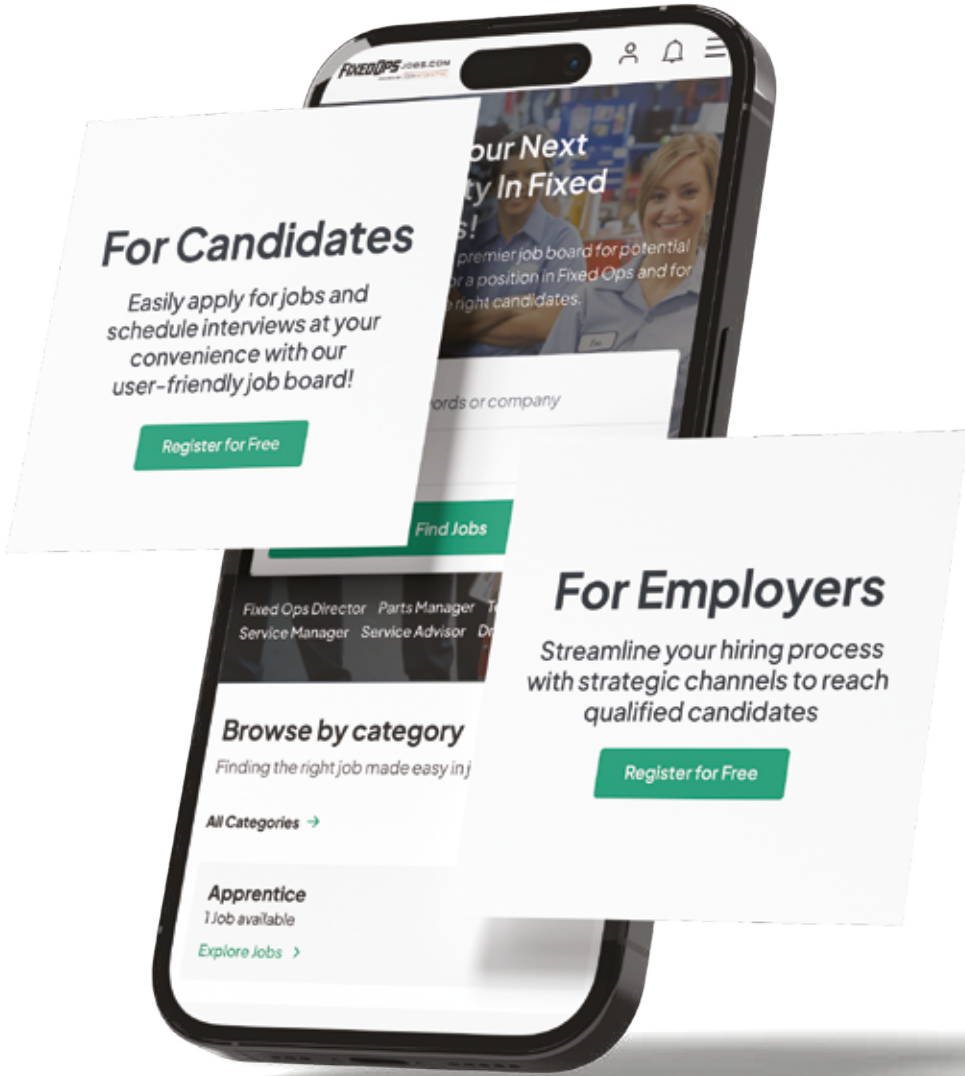 FIXEDOPSJOBS.COM
our Next
ty In Fixed
s!
premier job board for potential
or a position in Fixed Ops and for
right candidates.
For Candidates
Easily apply for jobs and
schedule interviews at your
convenience with our
user-friendly job board!
Register for Free
ords or company
Find Jobs
Fixed Ops Director Parts Manager
Service Manager Service Advisor
For Employers
Streamline your hiring process
with strategic channels to reach
qualified candidates
Register for Free
Browse by category
Finding the right job made easy in j
All Categories →
Apprentice
1 Job available
Explore Jobs >